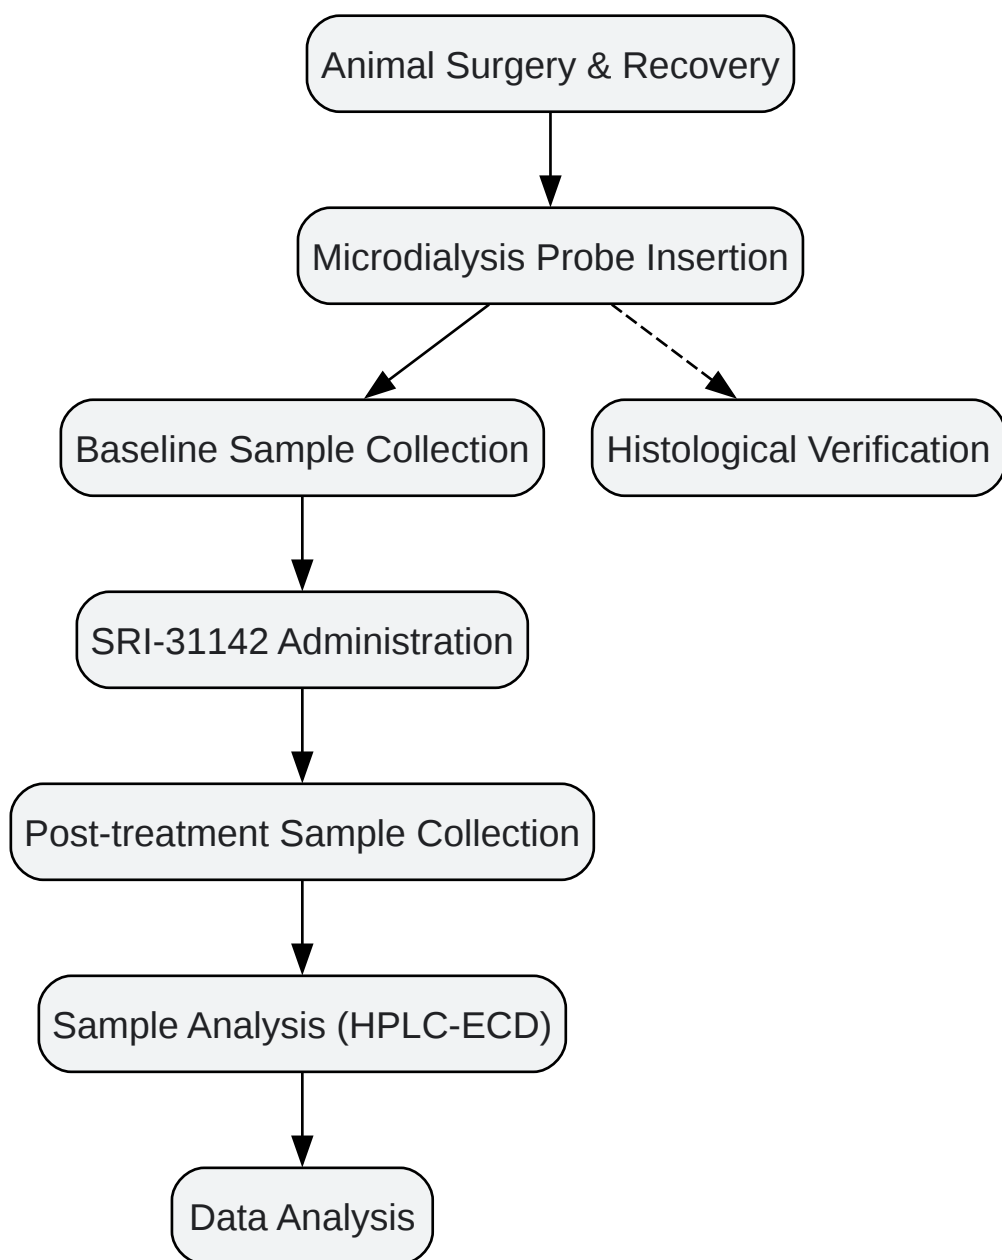 Animal Surgery & Recovery
Microdialysis Probe Insertion
Baseline Sample Collection
Histological Verification
SRI-31142 Administration
Post-treatment Sample Collection
Sample Analysis (HPLC-ECD)
Data Analysis